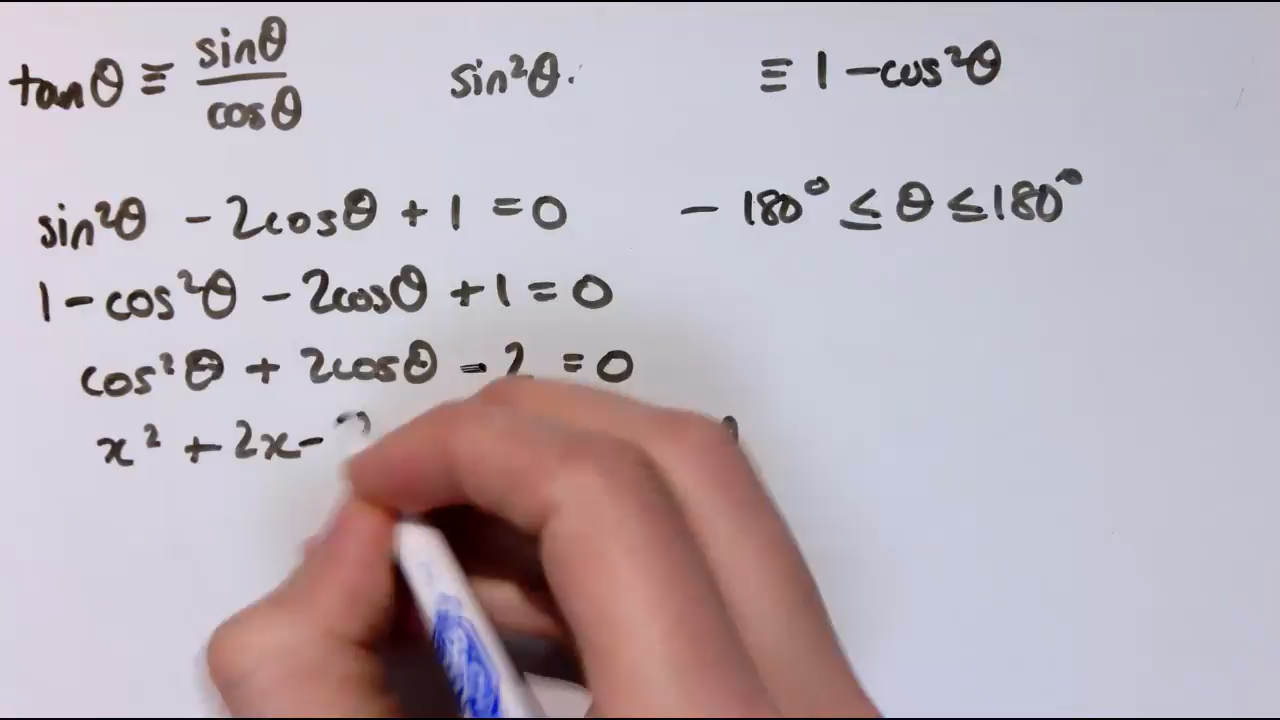 tanθ ≡ sinθ/cosθ sin²θ. ≡ 1 - cos²θ
sin²θ - 2cosθ + 1 = 0 - 180° ≤ θ ≤ 180°
1 - cos²θ - 2cosθ + 1 = 0
cos²θ + 2cosθ - 2 = 0
x² + 2x -